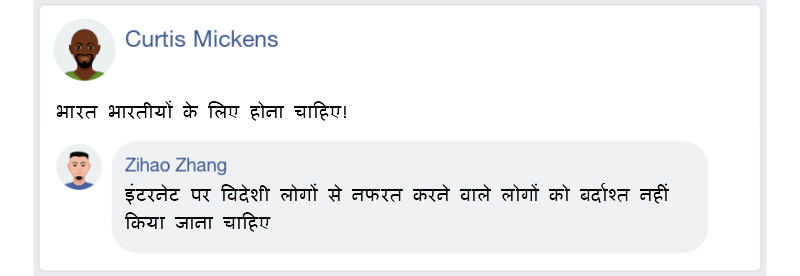 Curtis Mickens
भारत भारतीयों के लिए होना चाहिए!
Zihao Zhang
इंटरनेट पर विदेशी लोगों से नफरत करने वाले लोगों को बर्दाश्त नहीं
किया जाना चाहिए